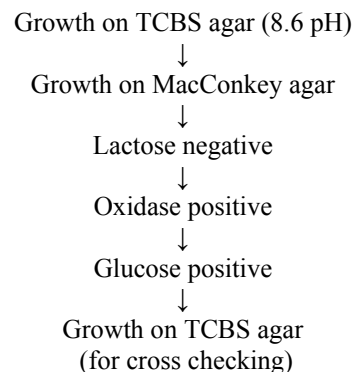 Growth on TCBS agar (8.6 pH)
↓
Growth on MacConkey agar
↓
Lactose negative
↓
Oxidase positive
↓
Glucose positive
↓
Growth on TCBS agar
(for cross checking)